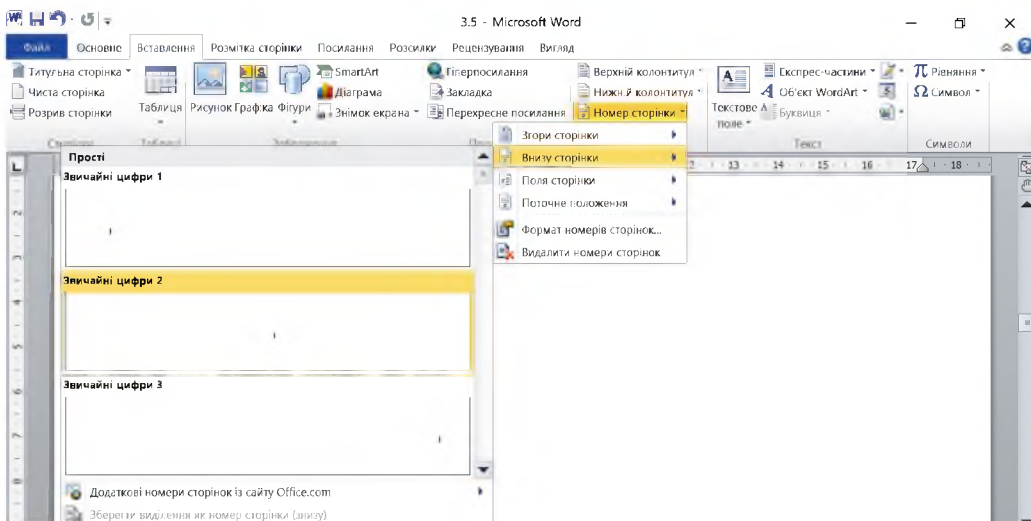 3.5 - Microsoft Word
Файл Основне Вставлення Розмітка сторінки Посилання Розсилки Рецензування Вигляд
Титульна сторінка
Чиста сторінка
Розрив сторінки
Таблиця
Рисунок Графіка Фігури
SmartArt
Діаграма
Знімок екрана
Гіперпосилання
Закладка
Перехресне посилання
Верхній колонтитул
Нижній колонтитул
Номер сторінки
Текстове поле
Експрес-частини
Об'єкт WordArt
Буквиця
Рівняння
Символ
Текст
Символи
Згори сторінки
Внизу сторінки
Поля сторінки
Поточне положення
Формат номерів сторінок...
Видалити номери сторінок
13 14 15 16 17 18
Прості
Звичайні цифри 1
Звичайні цифри 2
Звичайні цифри 3
Додаткові номери сторінок із сайту Office.com
Зберегти виділення як номер сторінки (знизу)